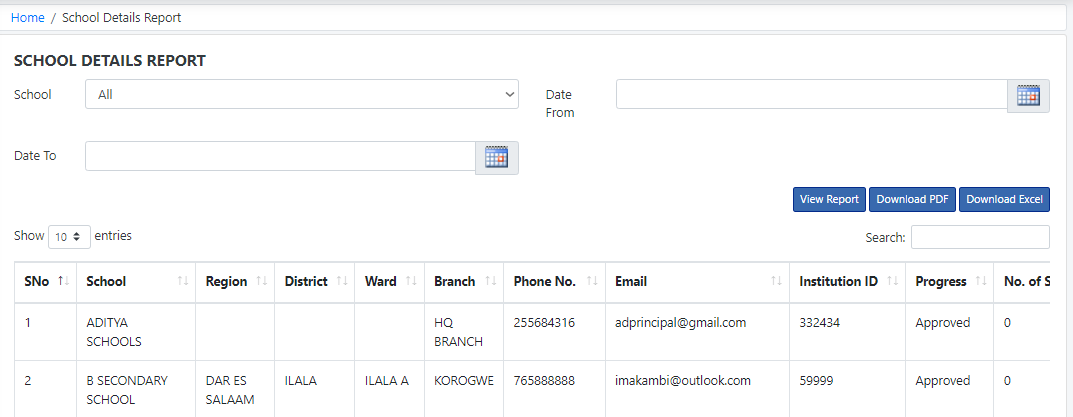 Home / School Details Report
SCHOOL DETAILS REPORT
School All Date From
Date To
View Report Download PDF Download Excel
Show 10 entries Search:
SNo School Region District Ward Branch Phone No. Email Institution ID Progress No. of S
1 ADITYA SCHOOLS HQ BRANCH 255684316 adprincipal@gmail.com 332434 Approved 0
2 B SECONDARY SCHOOL DAR ES SALAAM ILALA ILALA A KOROGWE 765888888 imakambi@outlook.com 59999 Approved 0